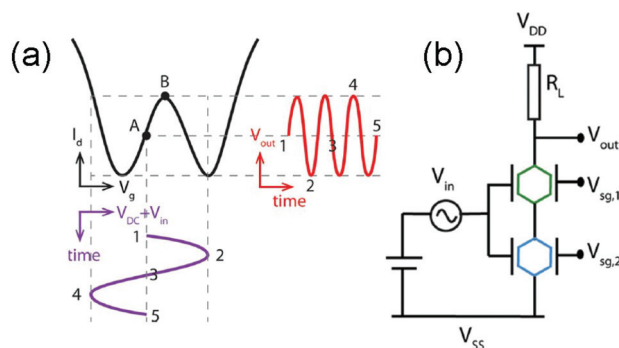 (a)
B
A
I_d
V_g
V_out
4
1
3
5
2
time
V_DC+V_in
time
1
2
3
4
5
(b)
V_DD
R_L
V_out
V_in
V_sg,1
V_sg,2
V_SS